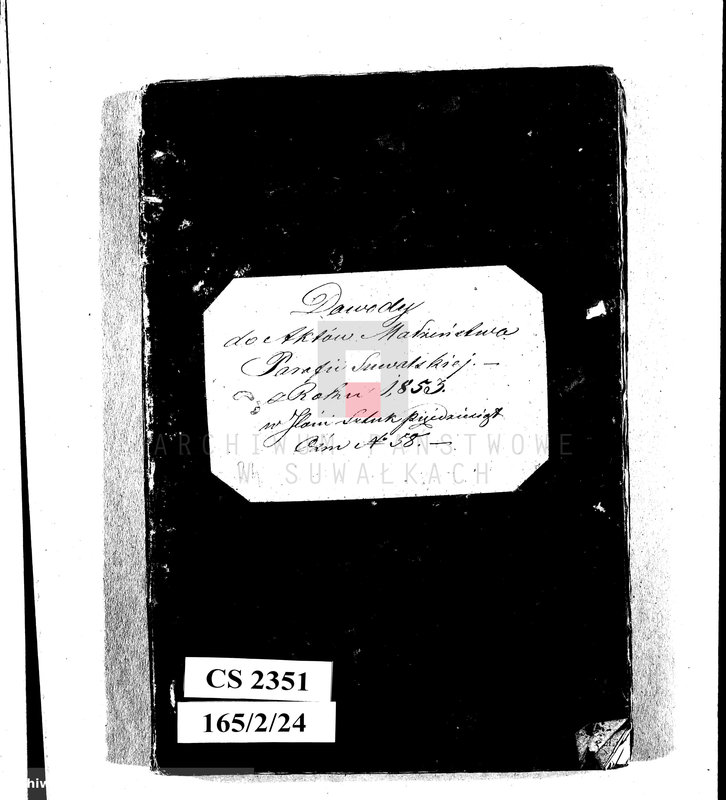 Dowody
do Aktów Małżeństwa
Parafii Suwalskiej. —
z Roku 1853.
w Ilości Sztuk pięćdziesiąt
Ośm № 58. —
ARCHIWUM PAŃSTWOWE
W SUWAŁKACH
CS 2351
165/2/24